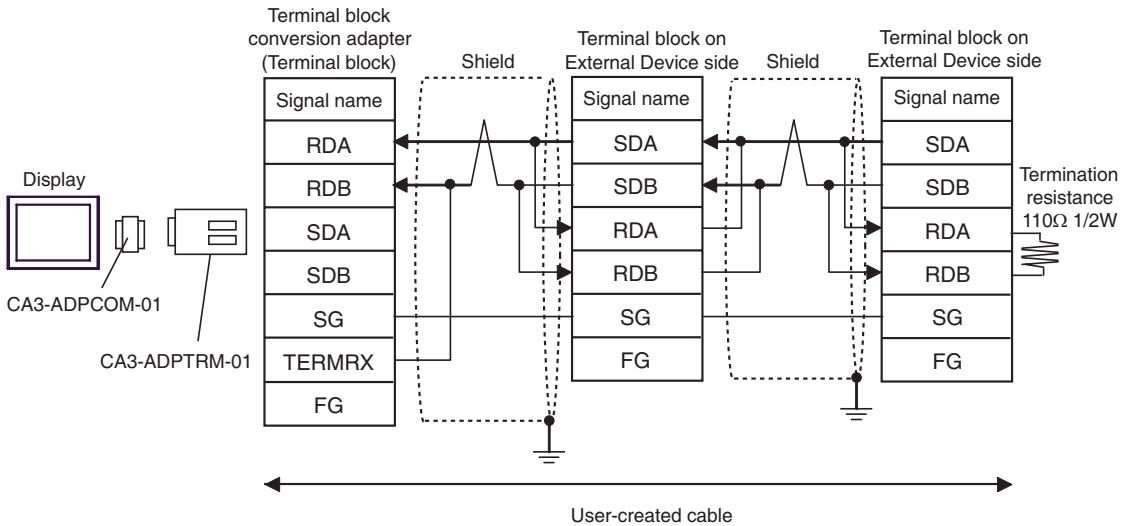 Terminal block
conversion adapter
(Terminal block)
Shield
Terminal block on
External Device side
Shield
Terminal block on
External Device side
Signal name
RDA
RDB
SDA
SDB
SG
TERMRX
FG
Signal name
SDA
SDB
RDA
RDB
SG
FG
Signal name
SDA
SDB
RDA
RDB
SG
FG
Termination
resistance
110Ω 1/2W
Display
CA3-ADPCOM-01
CA3-ADPTRM-01
User-created cable